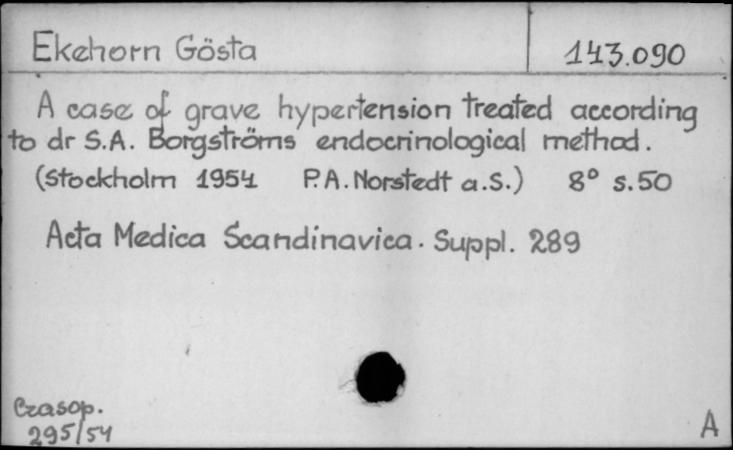 Ekehorn Gösta
143.090
A case of grave hypertension treated according
to dr S.A. Borgströms endocrinological method.
(Stockholm 1954 P.A. Norstedt a.S.) 8° s.50
Acta Medica Scandinavica. Suppl. 289
Czasop.
295/54
A